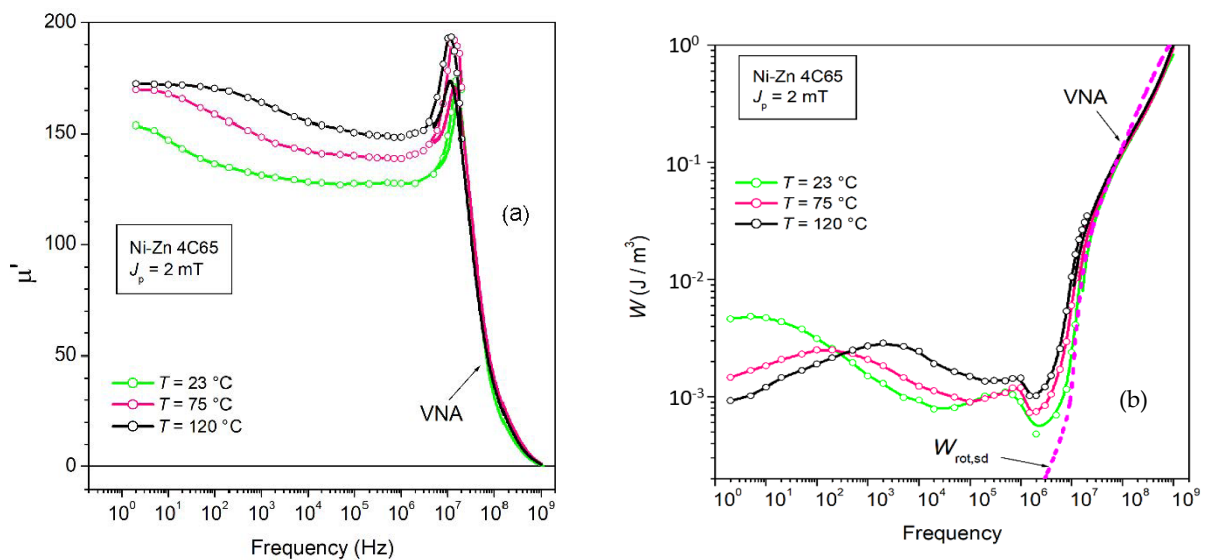 200
150
100
50
0
μ'
(a)
Ni-Zn 4C65
Jp = 2 mT
T = 23 °C
T = 75 °C
T = 120 °C
VNA
10⁰ 10¹ 10² 10³ 10⁴ 10⁵ 10⁶ 10⁷ 10⁸ 10⁹
Frequency (Hz)
10⁰
10⁻¹
10⁻²
10⁻³
W (J / m³)
Ni-Zn 4C65
Jp = 2 mT
VNA
T = 23 °C
T = 75 °C
T = 120 °C
(b)
Wrot,sd
10⁰ 10¹ 10² 10³ 10⁴ 10⁵ 10⁶ 10⁷ 10⁸ 10⁹
Frequency